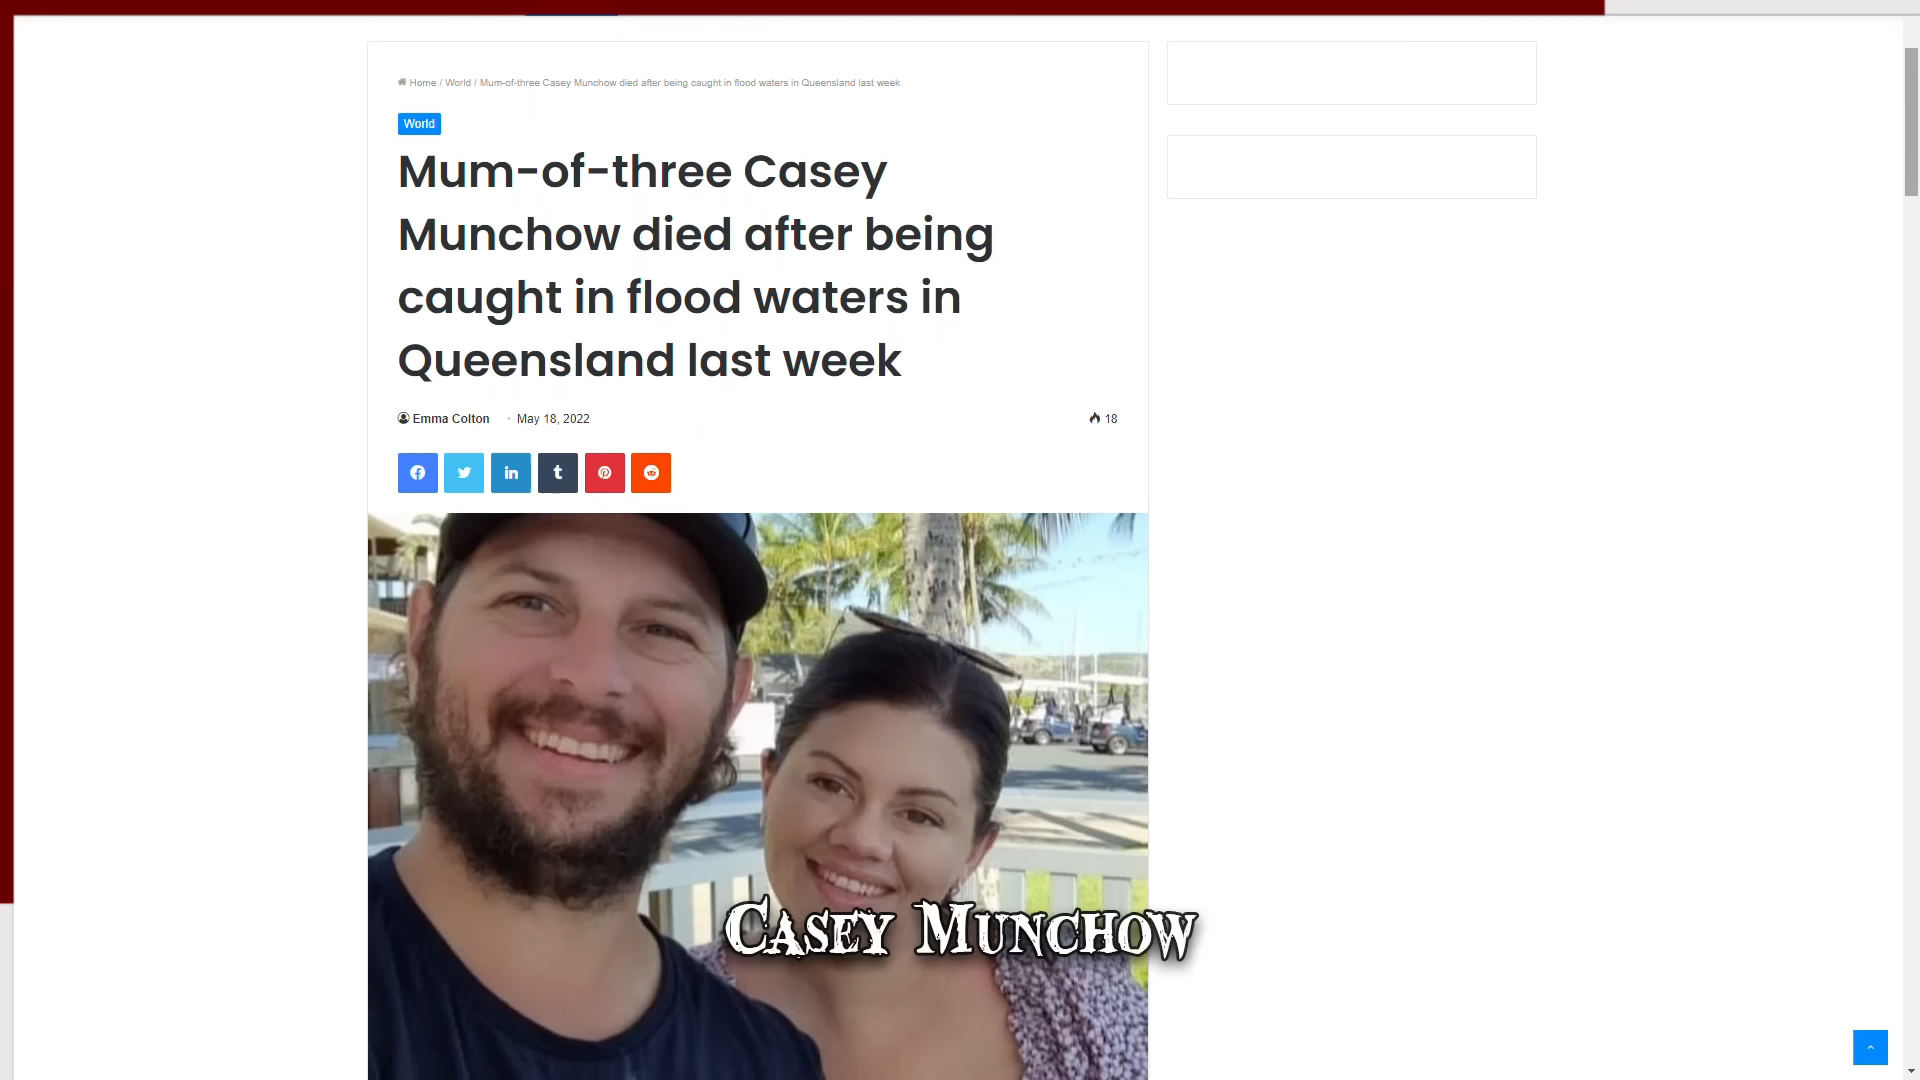 Home / World / Mum-of-three Casey Munchow died after being caught in flood waters in Queensland last week
World
Mum-of-three Casey
Munchow died after being
caught in flood waters in
Queensland last week
Emma Colton May 18, 2022 18
Casey Munchow